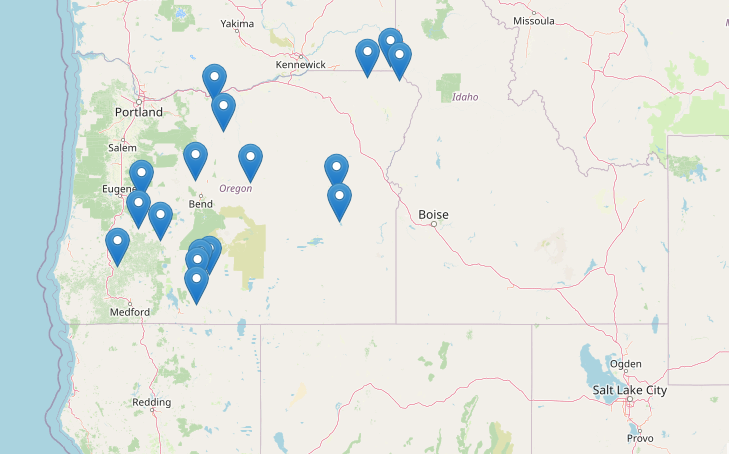 Missoula
Yakima
Kennewick
Idaho
Portland
Salem
Eugene
Oregon
Bend
Boise
Medford
Ogden
Salt Lake City
Redding
Provo